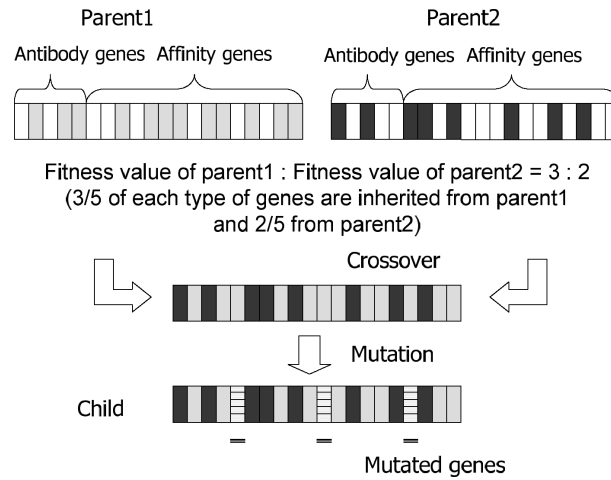 Parent1
Parent2
Antibody genes Affinity genes
Antibody genes Affinity genes
Fitness value of parent1 : Fitness value of parent2 = 3 : 2
(3/5 of each type of genes are inherited from parent1
and 2/5 from parent2)
Crossover
Mutation
Child
Mutated genes